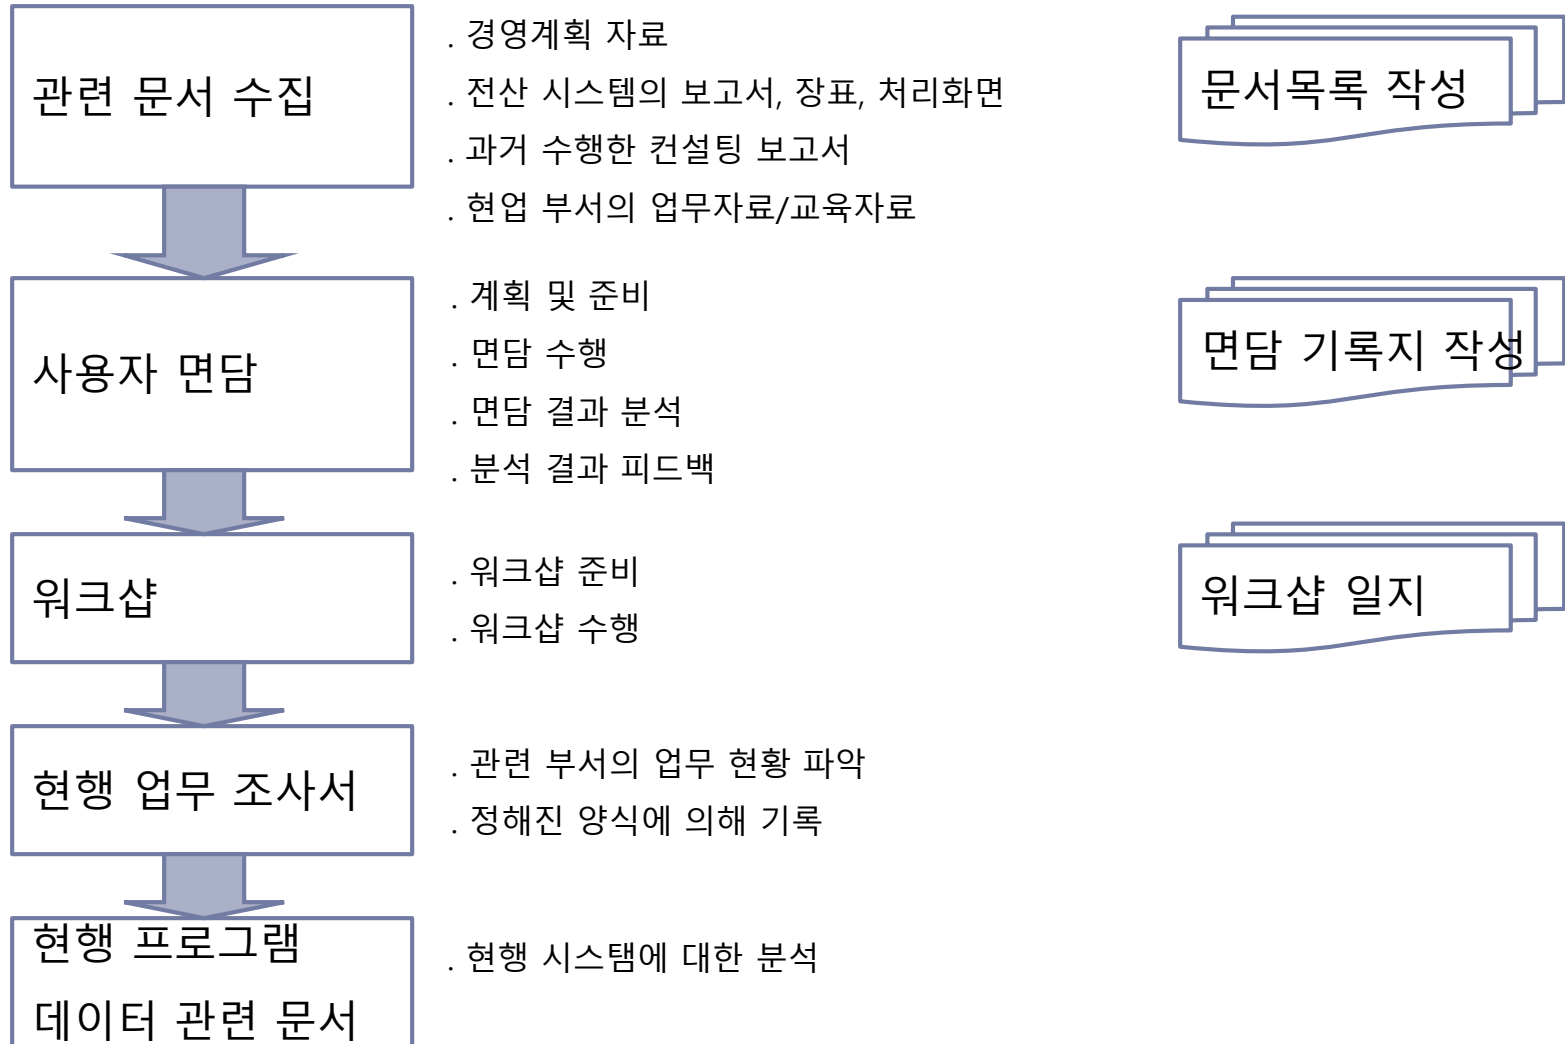 관련 문서 수집
. 경영계획 자료
. 전산 시스템의 보고서, 장표, 처리화면
. 과거 수행한 컨설팅 보고서
. 현업 부서의 업무자료/교육자료
문서목록 작성
사용자 면담
. 계획 및 준비
. 면담 수행
. 면담 결과 분석
. 분석 결과 피드백
면담 기록지 작성
워크샵
. 워크샵 준비
. 워크샵 수행
워크샵 일지
현행 업무 조사서
. 관련 부서의 업무 현황 파악
. 정해진 양식에 의해 기록
현행 프로그램
데이터 관련 문서
. 현행 시스탬에 대한 분석